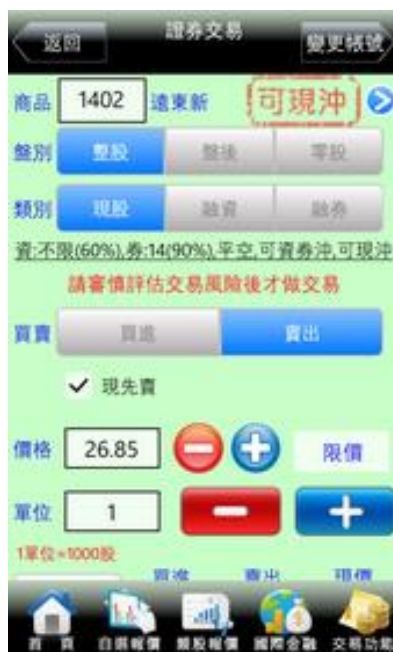 返回 證券交易 變更帳號
商品 1402 遠東新 可現沖
盤別 整股 盤後 零股
類別 現股 融資 融券
資:不限(60%),券:14(90%),平空,可資券沖,可現沖
請審慎評估交易風險後才做交易
買賣 買進 賣出
現先賣
價格 26.85 限價
單位 1
1單位=1000股
買進 賣出 現價
首頁 自選報價 類股報價 國際金融 交易功能